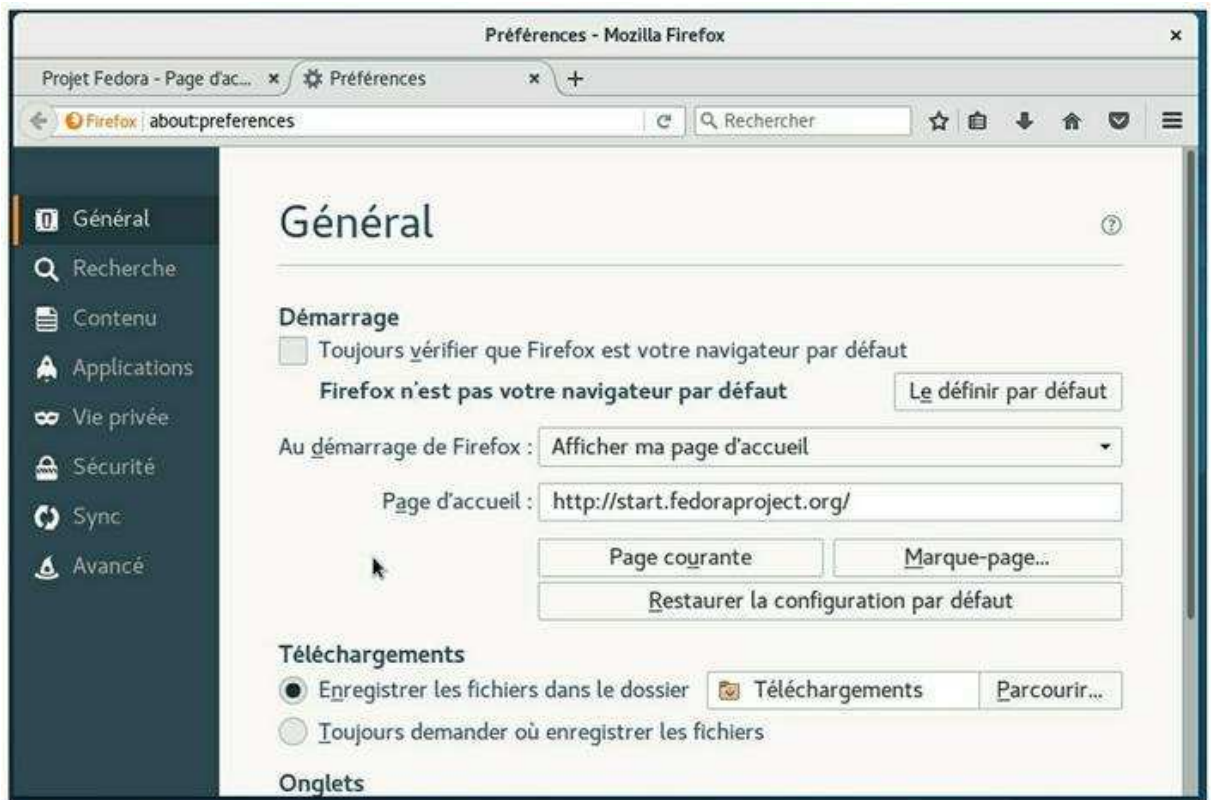 Préférences - Mozilla Firefox
Projet Fedora - Page d'ac... Préférences
Firefox about:preferences Rechercher
Général
Recherche
Contenu
Applications
Vie privée
Sécurité
Sync
Avancé
Général
Démarrage
Toujours vérifier que Firefox est votre navigateur par défaut
Firefox n'est pas votre navigateur par défaut Le définir par défaut
Au démarrage de Firefox : Afficher ma page d'accueil
Page d'accueil : http://start.fedoraproject.org/
Page courante Marque-page...
Restaurer la configuration par défaut
Téléchargements
Enregistrer les fichiers dans le dossier Téléchargements Parcourir...
Toujours demander où enregistrer les fichiers
Onglets